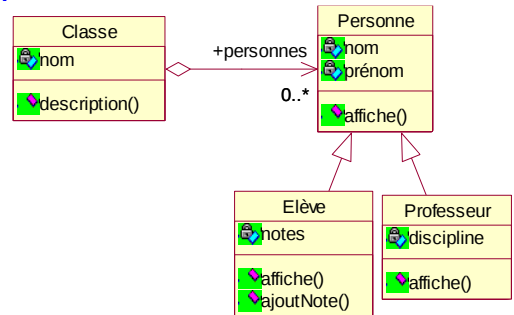 Classe
nom
description()
+personnes
0..*
Personne
nom
prénom
affiche()
Elève
notes
affiche()
ajoutNote()
Professeur
discipline
affiche()